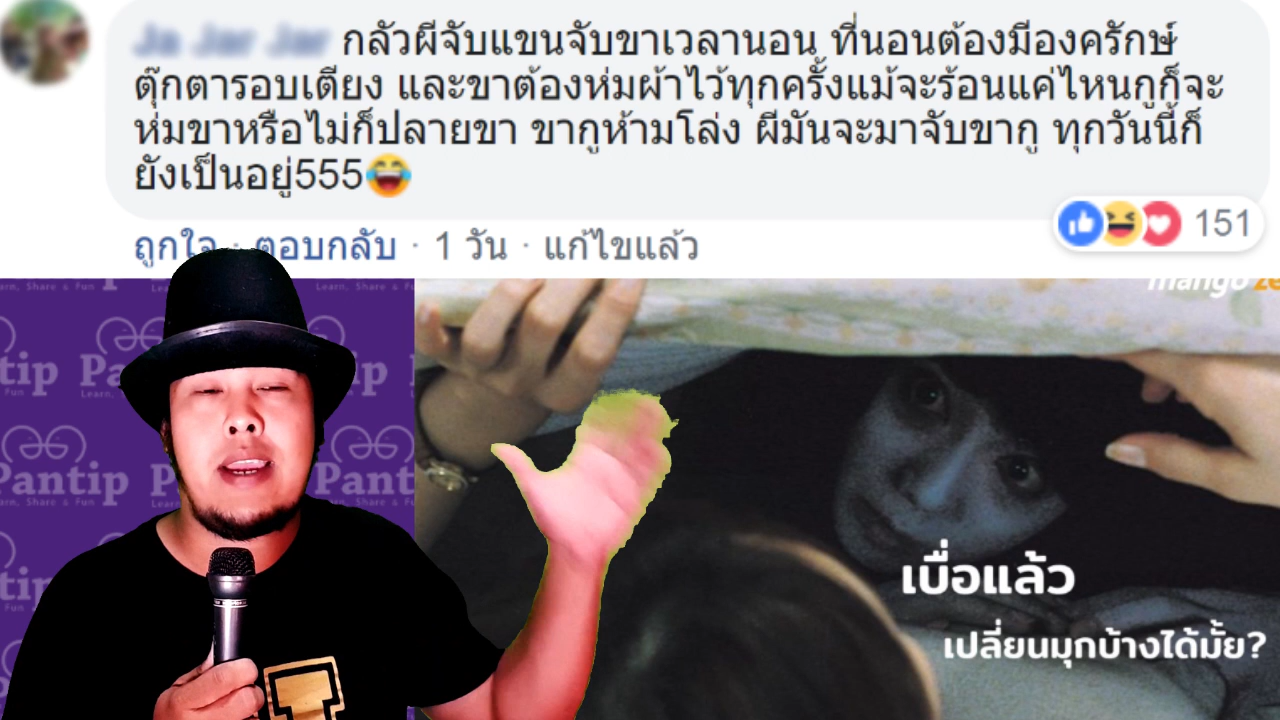 Ja Jar Jar กลัวผีจับแขนจับขาเวลานอน ที่นอนต้องมีองครักษ์
ตุ๊กตารอบเตียง และขาต้องห่มผ้าไว้ทุกครั้งแม้จะร้อนแค่ไหนกูก็จะ
ห่มขาหรือไม่ก็ปลายขา ขากูห้ามโล่ง ผีมันจะมาจับขากู ทุกวันนี้ก็
ยังเป็นอยู่555😂
151
ถูกใจ · ตอบกลับ · 1 วัน · แก้ไขแล้ว
mango ze
Learn, Share & Fun
Pantip
เบื่อแล้ว
เปลี่ยนมุกบ้างได้มั้ย?